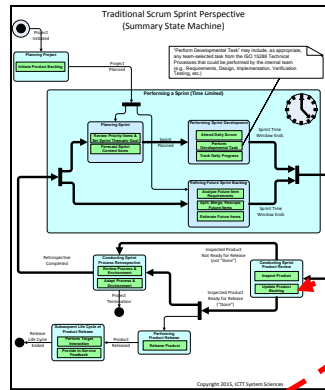 Traditional Scrum Sprint Perspective
(Summary State Machine)
Project
Initiated
Planning Project
Initiate Product Backlog
Project
Planned
"Perform Developmental Task" may include, as appropriate,
any team-selected task from the ISO 15288 Technical
Processes that could be performed by the internal team
(e.g., Requirements, Design, Implementation, Verification
Testing, etc.)
Performing a Sprint (Time Limited)
Planning Sprint
Review Priority Items &
Set Sprint Thematic Goal
Forecast Sprint
Content Items
Sprint
Planned
Performing Sprint Development
Attend Daily Scrum
Perform
Developmental Task
Track Daily Progress
Sprint Time
Window Ends
Refining Future Sprint Backlog
Analyze Future Item
Requirements
Split, Merge, Rescope
Future Items
Estimate Future Items
Sprint Time
Window Ends
Retrospective
Completed
Conducting Sprint
Process Retrospective
Review Process & Environment
Adapt Process & Environment
Project
Termination
Inspected Product
Not Ready for Release
(not "Done")
Conducting Sprint
Product Review
Inspect Product
Update Product
Backlog
Inspected Product
Ready for Release
("Done")
Performing
Product Release
Release Product
Product
Released
Subsequent Life Cycle of
Product Release
Perform Target
Interaction
Provide In-Service
Feedback
Release
Life Cycle
Ended
Copyright 2015, ICTT System Sciences